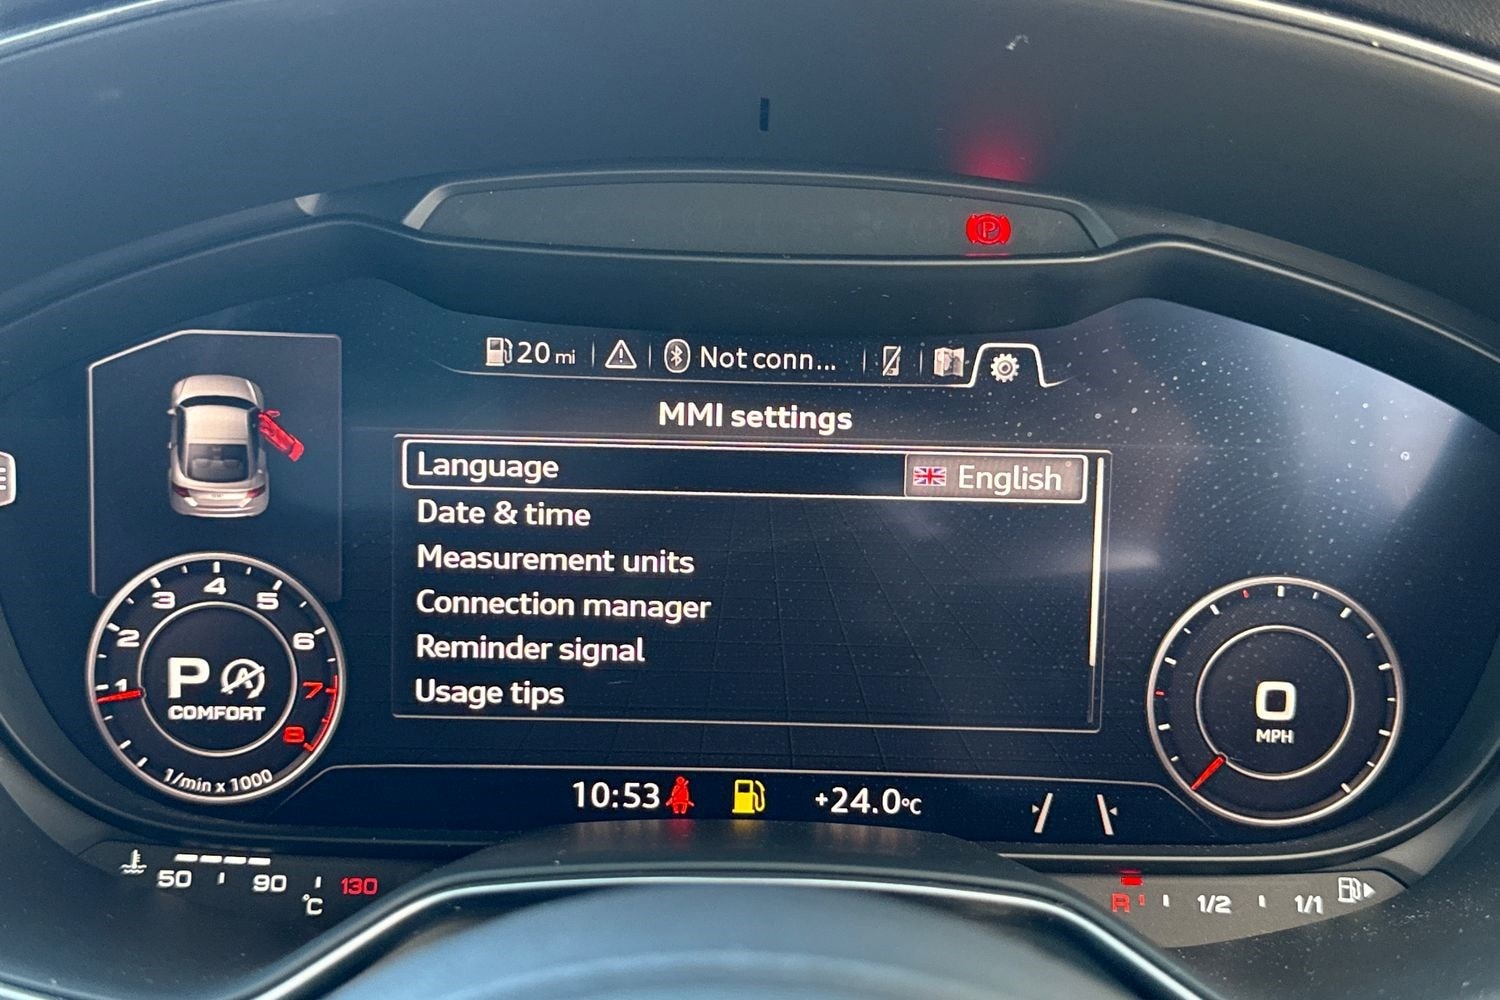 P
20 mi
Not conn...
MMI settings
Language
English
Date & time
Measurement units
Connection manager
Reminder signal
Usage tips
1 2 3 4 5 6 7 8
P
COMFORT
1/min x 1000
0
MPH
10:53
+24.0°C
50 90 130
°C
R 1/2 1/1